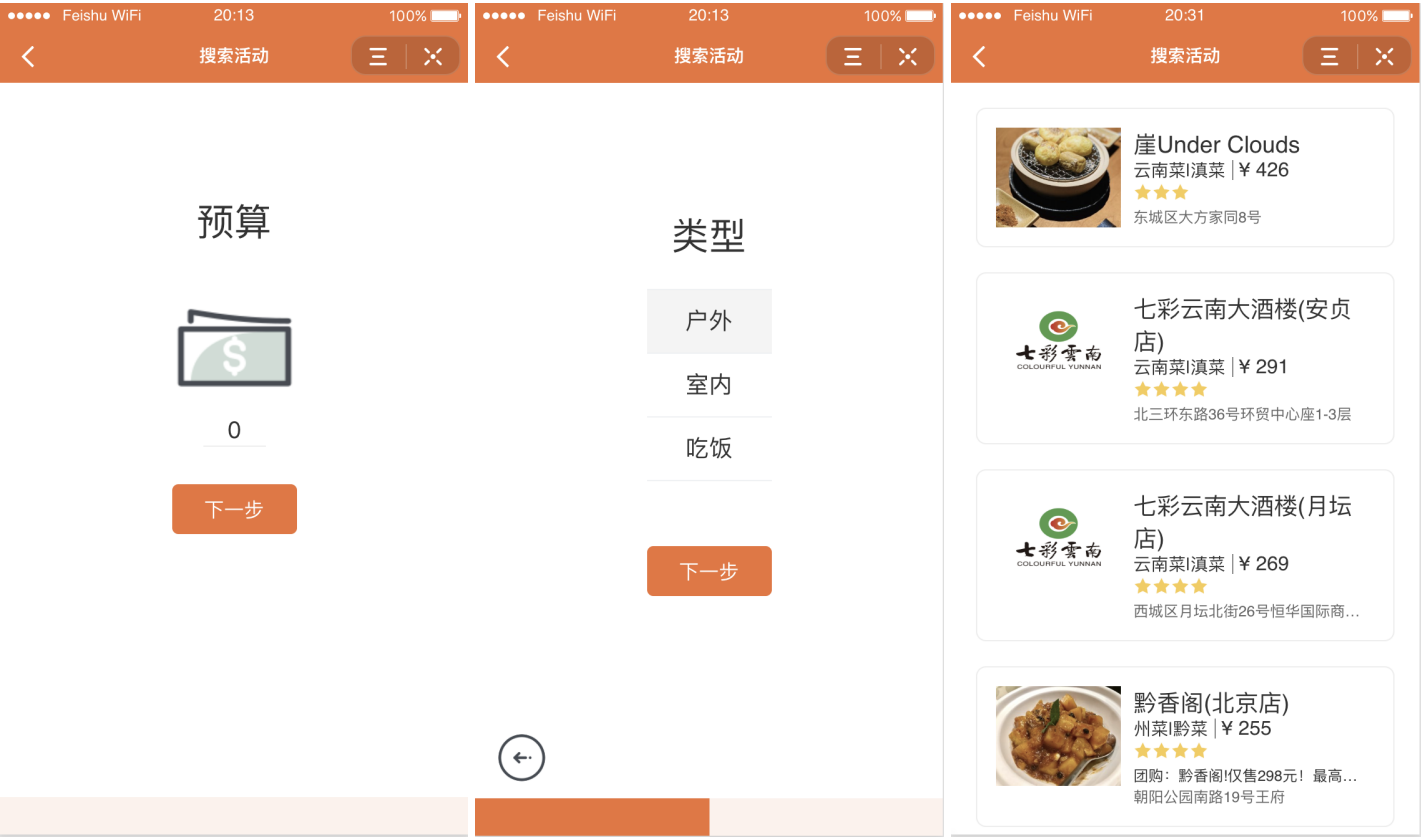 Feishu WiFi 20:13 100%
搜索活动
预算
$
0
下一步
Feishu WiFi 20:13 100%
搜索活动
类型
户外
室内
吃饭
下一步
Feishu WiFi 20:31 100%
搜索活动
崖Under Clouds
云南菜|滇菜|¥ 426
东城区大方家同8号
七彩雲南
COLOURFUL YUNNAN
七彩云南大酒楼(安贞
店)
云南菜|滇菜|¥ 291
北三环东路36号环贸中心座1-3层
七彩雲南
COLOURFUL YUNNAN
七彩云南大酒楼(月坛
店)
云南菜|滇菜|¥ 269
西城区月坛北街26号恒华国际商…
黔香阁(北京店)
州菜|黔菜|¥ 255
团购：黔香阁!仅售298元！最高…
朝阳公园南路19号王府